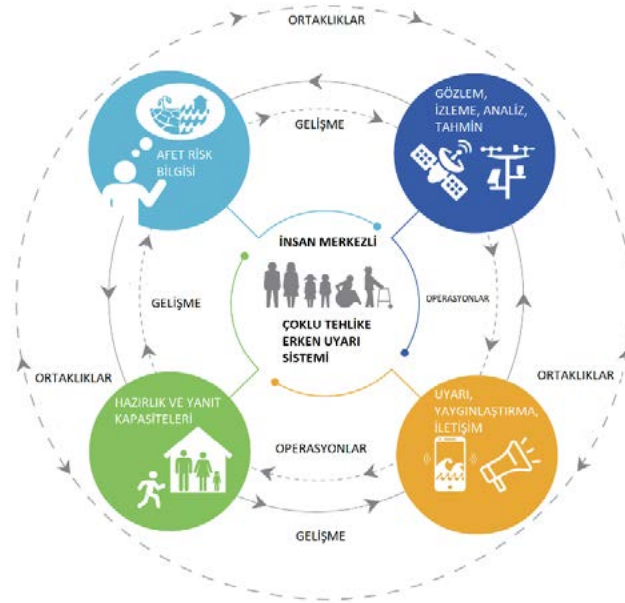 ORTAKLIKLAR
GÖZLEM,
İZLEME, ANALİZ,
TAHMİN
GELİŞME
AFET RİSK
BİLGİSİ
İNSAN MERKEZLİ
GELİŞME
OPERASYONLAR
ÇOKLU TEHLİKE
ERKEN UYARI
SİSTEMİ
ORTAKLIKLAR
ORTAKLIKLAR
HAZIRLIK VE YANIT
KAPASİTELERİ
UYARI,
YAYGINLAŞTIRMA,
İLETİŞİM
OPERASYONLAR
GELİŞME